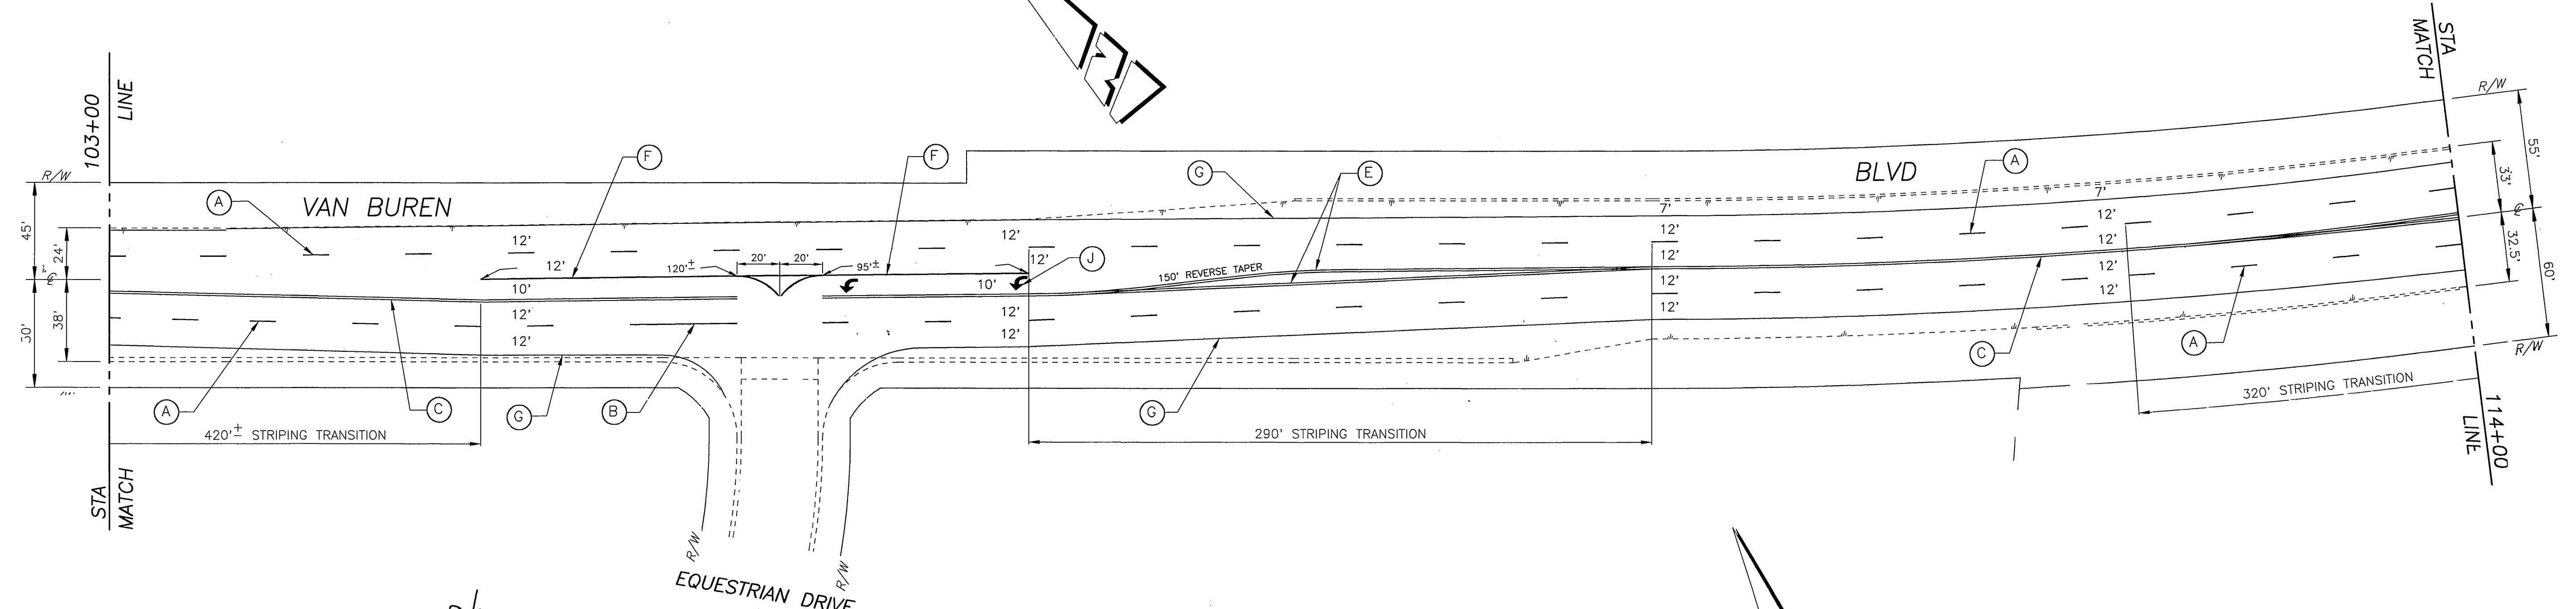 STA
MATCH
R/W
103+00
LINE
F
F
G
E
BLVD
A
55'
R/W
A
VAN BUREN
7'
7'
33'
45'
24'
12'
12'
12'
12'
℄
12'
20'
20'
12'
J
120'±
95'±
150' REVERSE TAPER
12'
12'
10'
10'
12'
12'
32.5'
60'
30'
38'
12'
12'
12'
12'
12'
12'
C
A
R/W
A
C
G
B
G
420'± STRIPING TRANSITION
290' STRIPING TRANSITION
320' STRIPING TRANSITION
114+00
LINE
STA
MATCH
R/W
R/W
EQUESTRIAN DRIVE